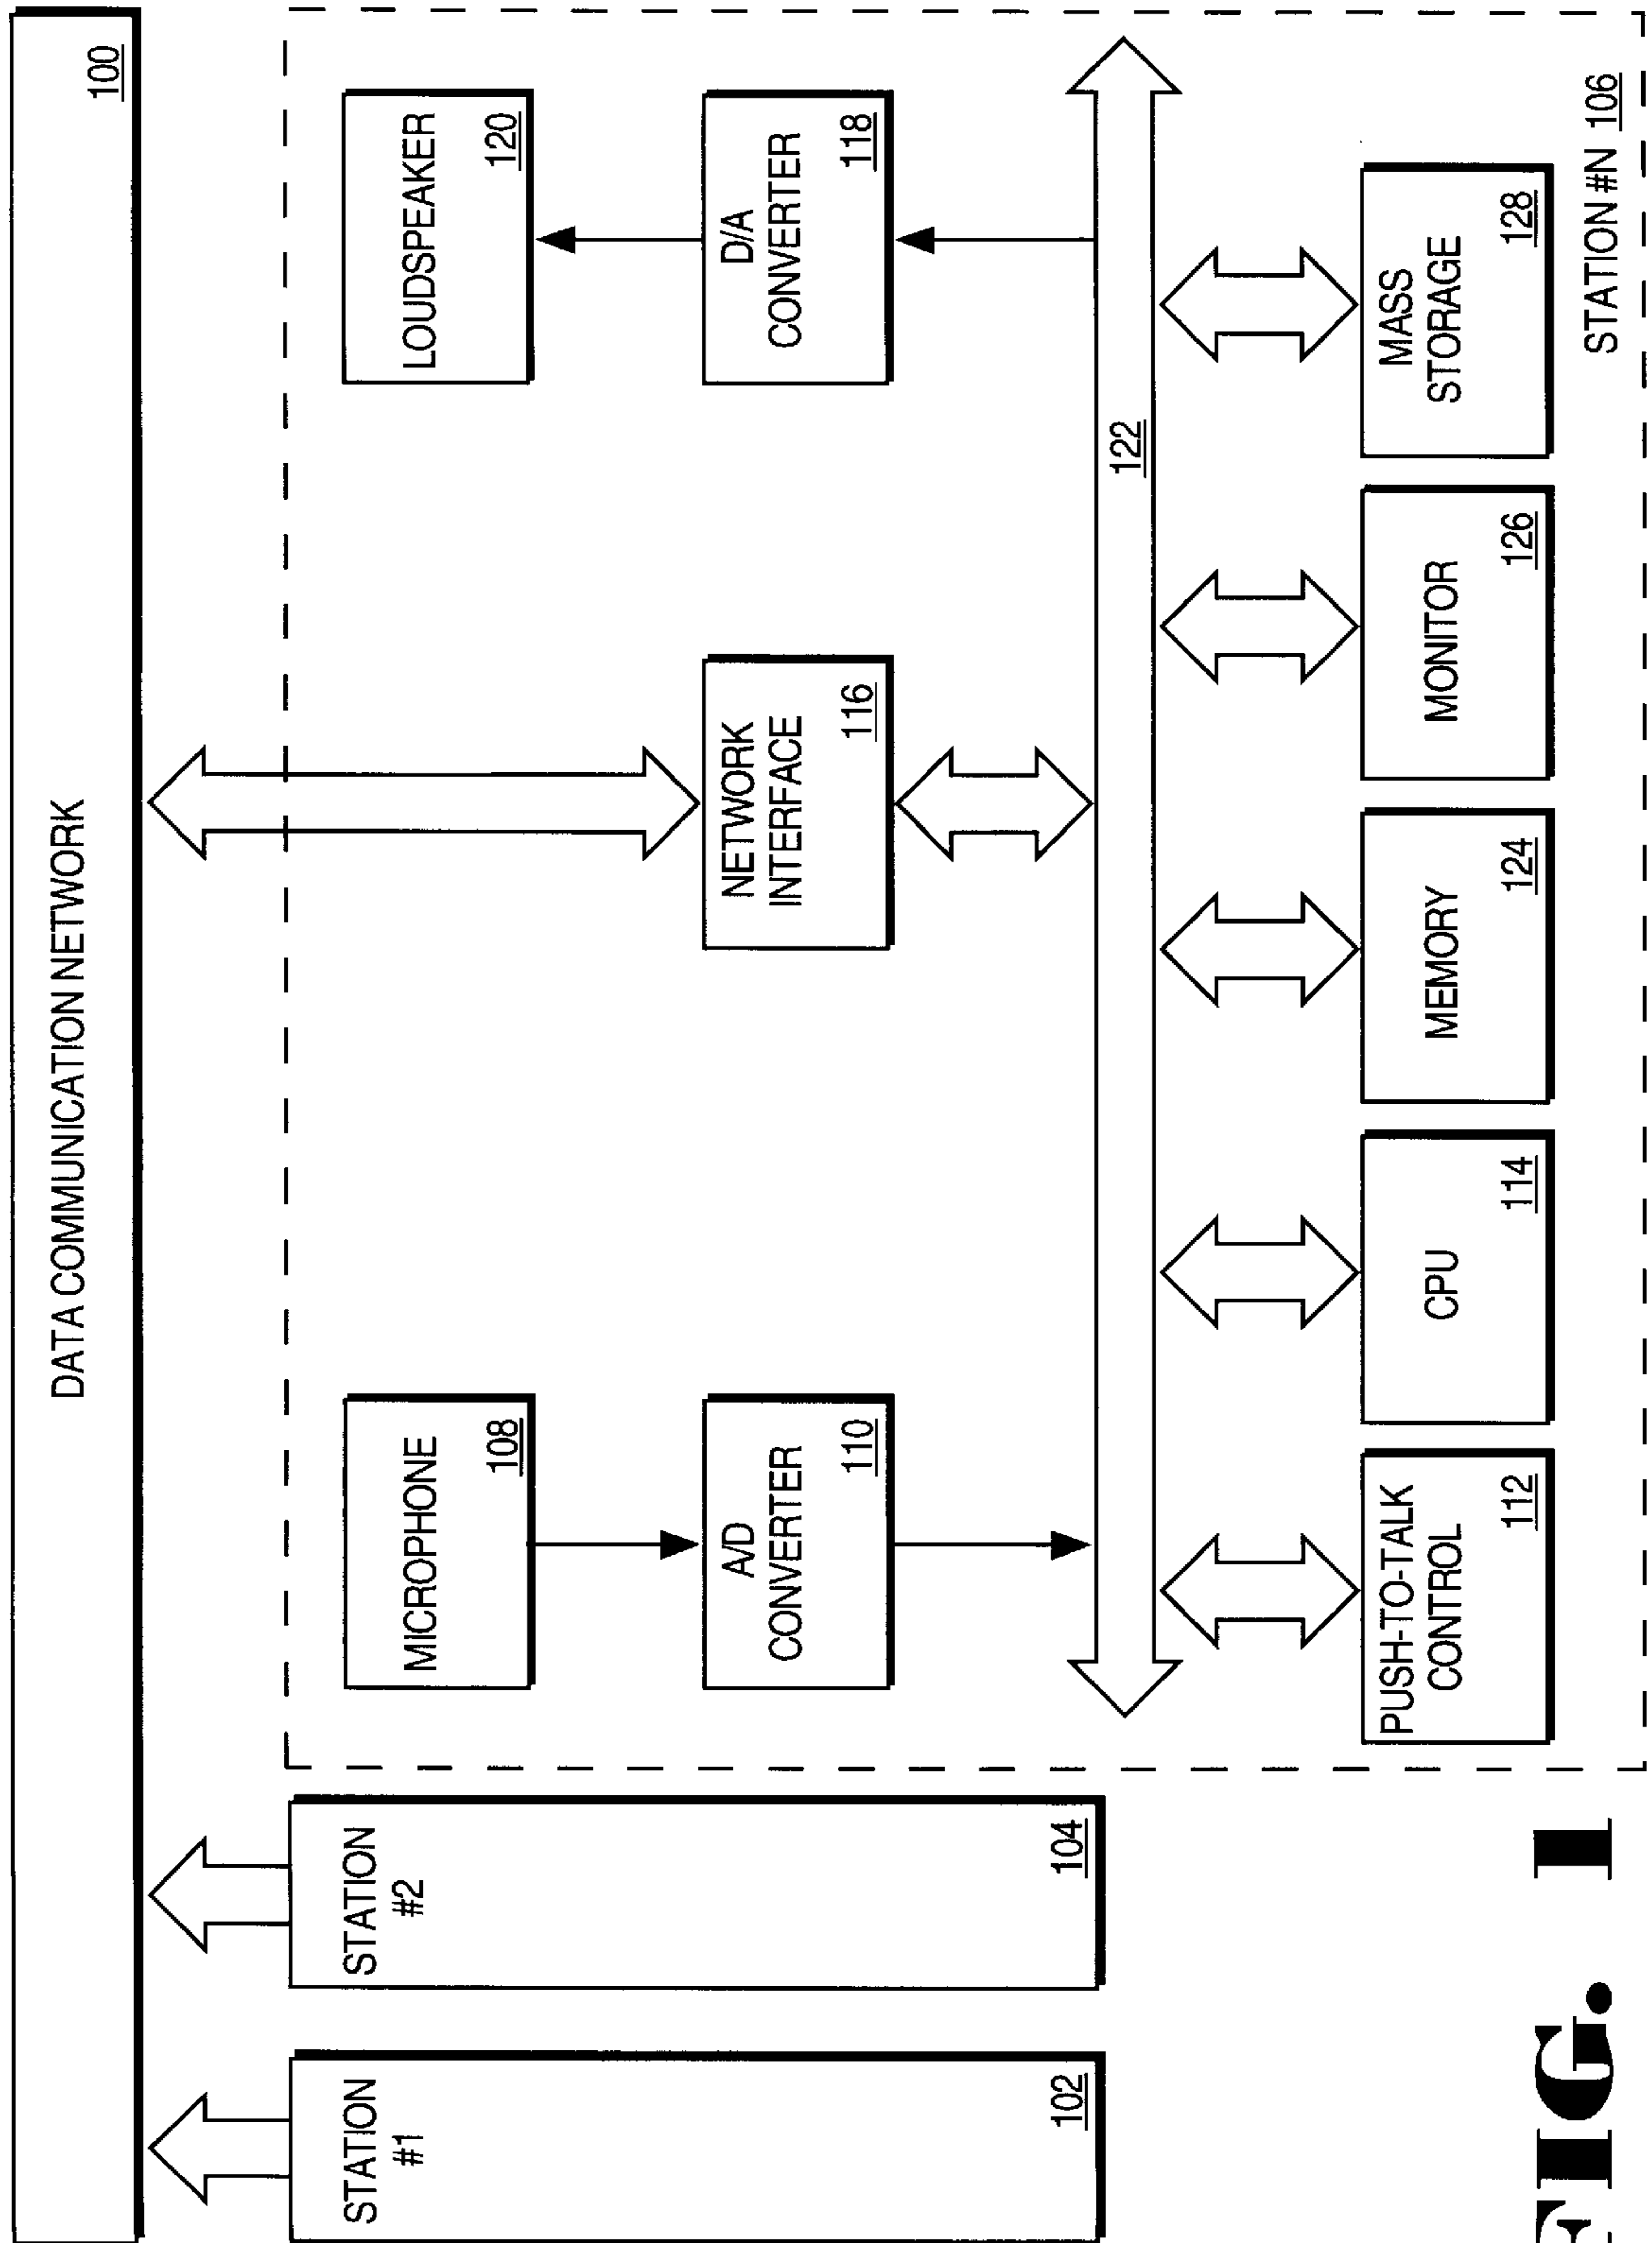 DATA COMMUNICATION NETWORK
100
STATION
#1
102
STATION
#2
104
MICROPHONE
108
A/D
CONVERTER
110
NETWORK
INTERFACE
116
LOUDSPEAKER
120
D/A
CONVERTER
118
122
PUSH-TO-TALK
CONTROL
112
CPU
114
MEMORY
124
MONITOR
126
MASS
STORAGE
128
STATION #N 106
FIG. 1